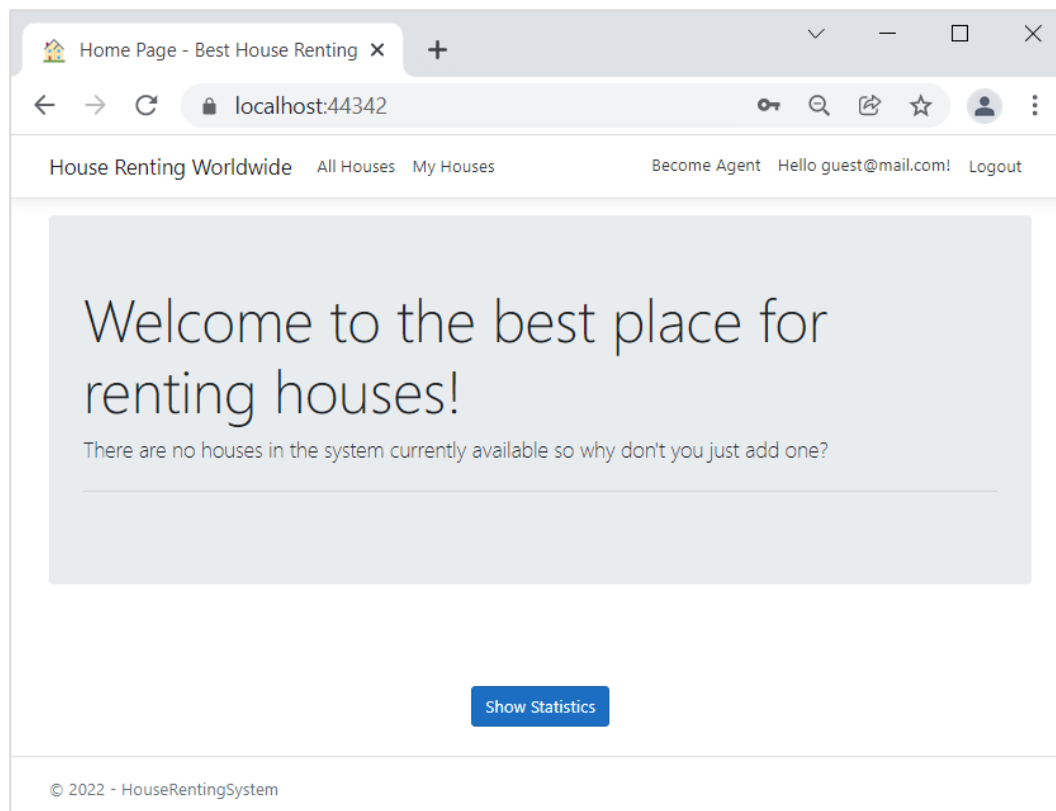 Home Page - Best House Renting
localhost:44342
House Renting Worldwide All Houses My Houses Become Agent Hello guest@mail.com! Logout
Welcome to the best place for
renting houses!
There are no houses in the system currently available so why don't you just add one?
Show Statistics
© 2022 - HouseRentingSystem